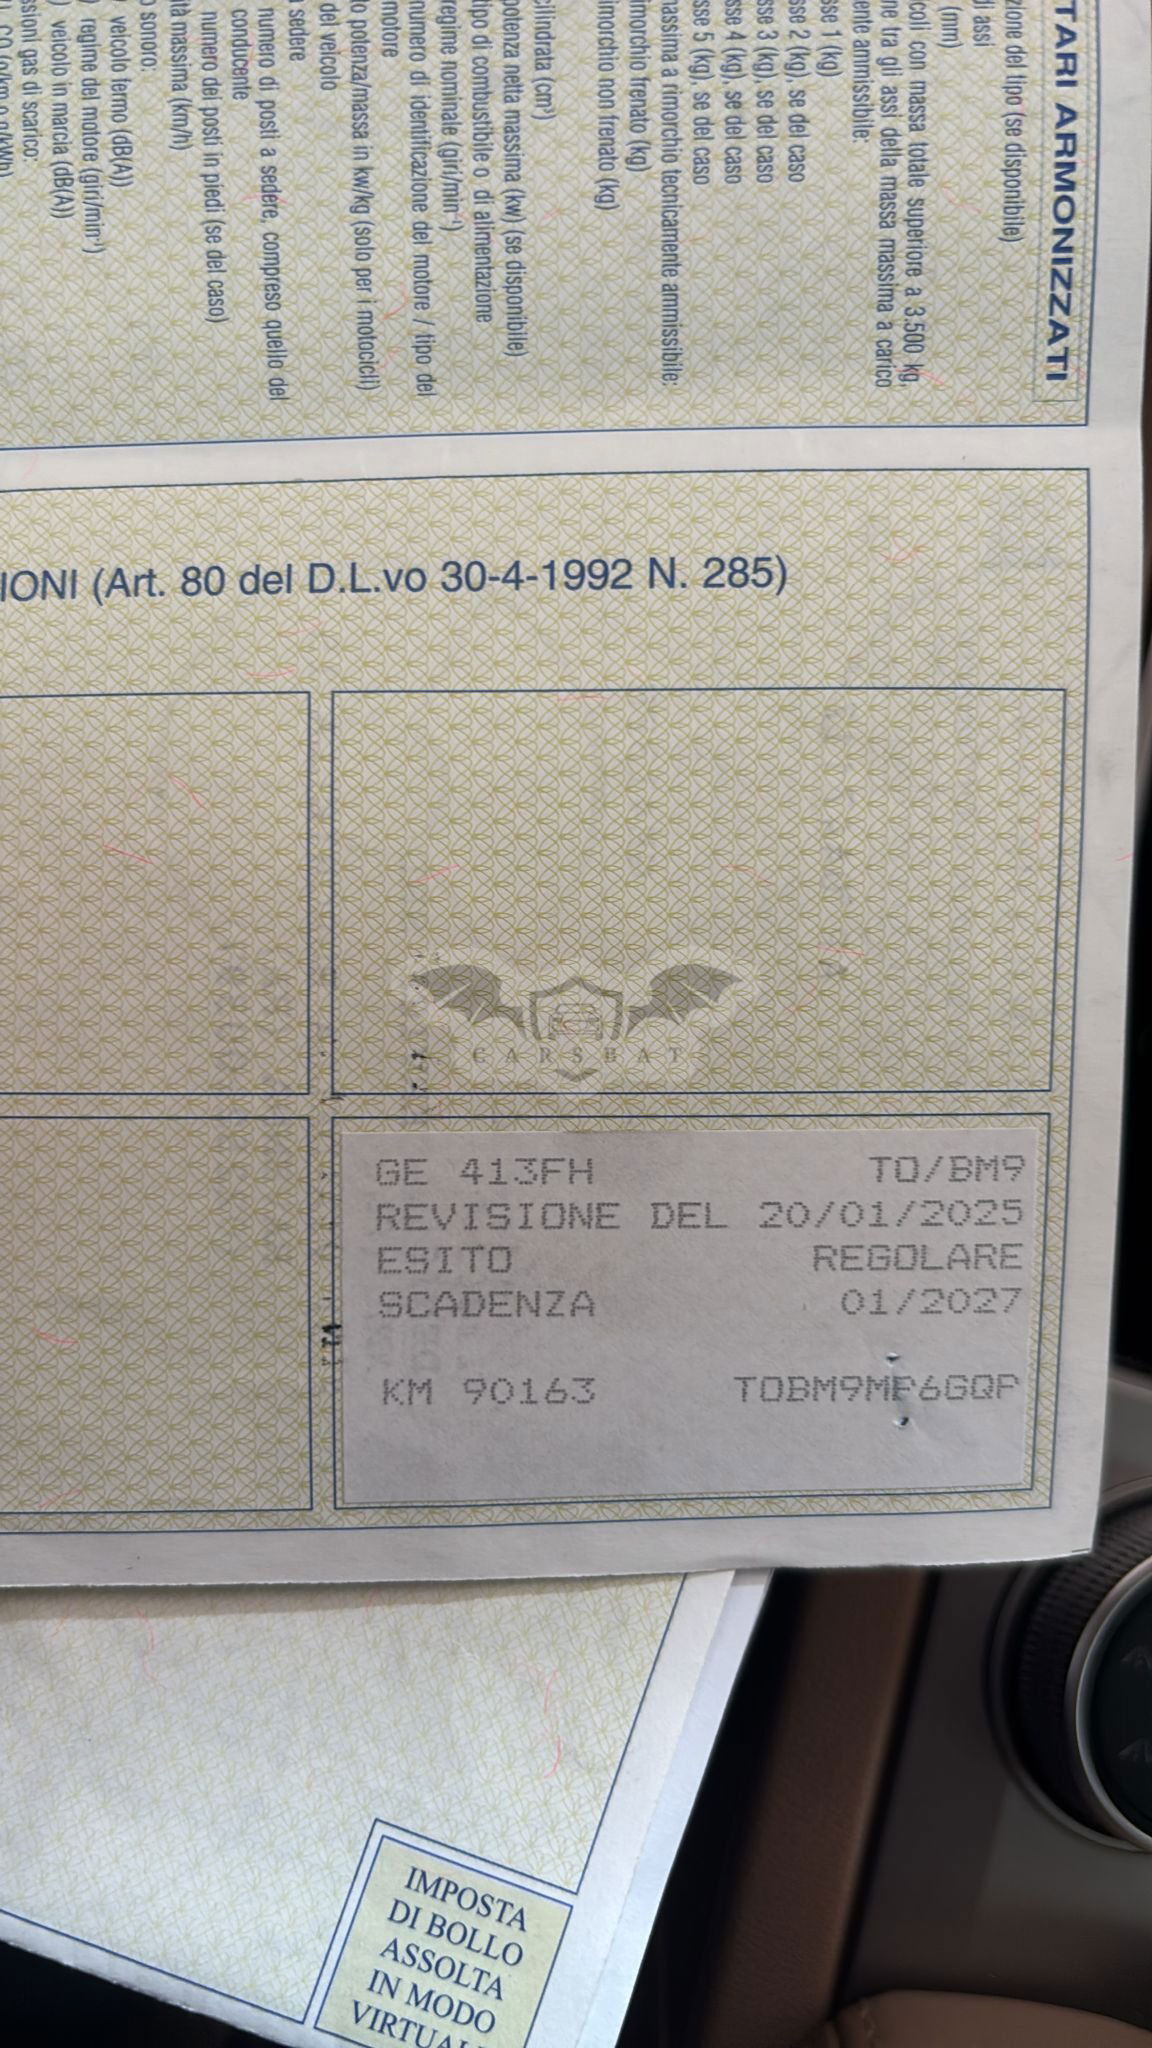 TARI ARMONIZZATI
zione del tipo (se disponibile)
di assi
(mm)
coli con massa totale superiore a 3.500 kg,
ne tra gli assi della massa massima a carico
ente ammissibile:
sse 1 (kg)
sse 2 (kg), se del caso
sse 3 (kg), se del caso
sse 4 (kg), se del caso
sse 5 (kg), se del caso
massima a rimorchio tecnicamente ammissibile:
rimorchio frenato (kg)
rimorchio non frenato (kg)
cilindrata (cm³)
potenza netta massima (kw) (se disponibile)
tipo di combustibile o di alimentazione
regime nominale (giri/min⁻¹)
numero di identificazione del motore / tipo del
motore
to potenza/massa in kw/kg (solo per i motocicli)
del veicolo
a sedere
numero di posti a sedere, compreso quello del
conducente
numero dei posti in piedi (se del caso)
tà massima (km/h)
o sonoro:
veicolo fermo (dB(A))
regime del motore (giri/min⁻¹)
veicolo in marcia (dB(A))
ssioni gas di scarico:
CO (g/km o g/kWh)
IONI (Art. 80 del D.L.vo 30-4-1992 N. 285)
CARSBAT
GE 413FH TO/BM9
REVISIONE DEL 20/01/2025
ESITO REGOLARE
SCADENZA 01/2027
KM 90163 TOBM9MP6GQP
IMPOSTA
DI BOLLO
ASSOLTA
IN MODO
VIRTUAL